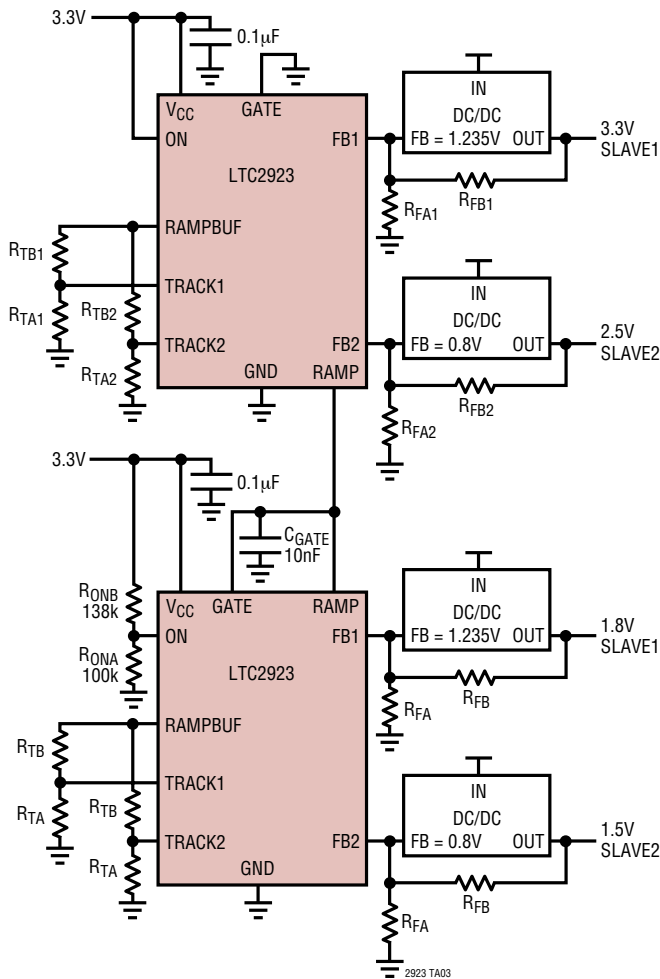 3.3V
0.1µF
VCC
GATE
ON
FB1
LTC2923
RAMPBUF
TRACK1
TRACK2
FB2
GND
RAMP
RTB1
RTA1
RTB2
RTA2
IN
DC/DC
FB = 1.235V OUT
3.3V
SLAVE1
RFB1
RFA1
IN
DC/DC
FB = 0.8V OUT
2.5V
SLAVE2
RFB2
RFA2
3.3V
0.1µF
CGATE
10nF
RONB
138k
RONA
100k
VCC
GATE
RAMP
ON
FB1
LTC2923
RAMPBUF
TRACK1
TRACK2
FB2
GND
RTB
RTA
RTB
RTA
IN
DC/DC
FB = 1.235V OUT
1.8V
SLAVE1
RFB
RFA
IN
DC/DC
FB = 0.8V OUT
1.5V
SLAVE2
RFB
RFA
2923 TA03